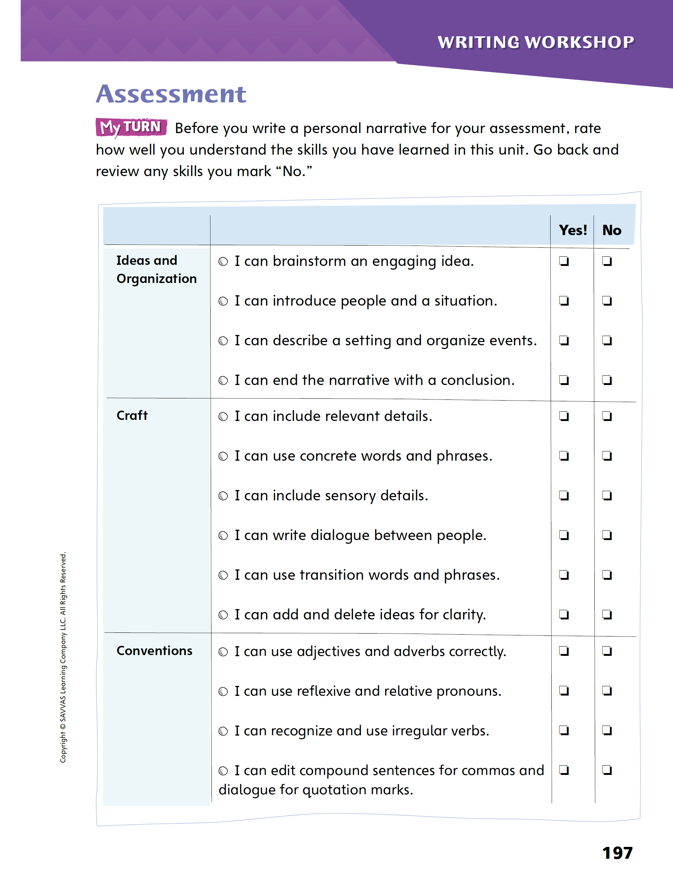 WRITING WORKSHOP
Assessment
My TURN Before you write a personal narrative for your assessment, rate
how well you understand the skills you have learned in this unit. Go back and
review any skills you mark “No.”
Yes! No
Ideas and
Organization
I can brainstorm an engaging idea.
I can introduce people and a situation.
I can describe a setting and organize events.
I can end the narrative with a conclusion.
Craft
I can include relevant details.
I can use concrete words and phrases.
I can include sensory details.
I can write dialogue between people.
I can use transition words and phrases.
I can add and delete ideas for clarity.
Conventions
I can use adjectives and adverbs correctly.
I can use reflexive and relative pronouns.
I can recognize and use irregular verbs.
I can edit compound sentences for commas and
dialogue for quotation marks.
Copyright © SAVVAS Learning Company LLC. All Rights Reserved.
197